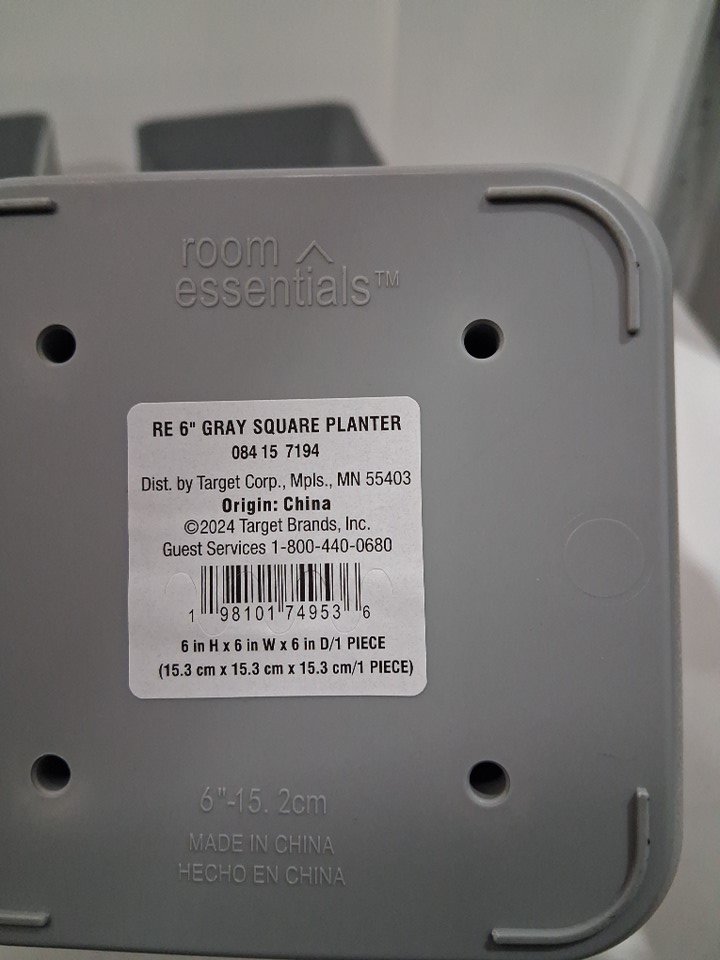 room
essentials™
RE 6" GRAY SQUARE PLANTER
084 15 7194
Dist. by Target Corp., Mpls., MN 55403
Origin: China
©2024 Target Brands, Inc.
Guest Services 1-800-440-0680
1 98101 74953 6
6 in H x 6 in W x 6 in D/1 PIECE
(15.3 cm x 15.3 cm x 15.3 cm/1 PIECE)
6"-15. 2cm
MADE IN CHINA
HECHO EN CHINA